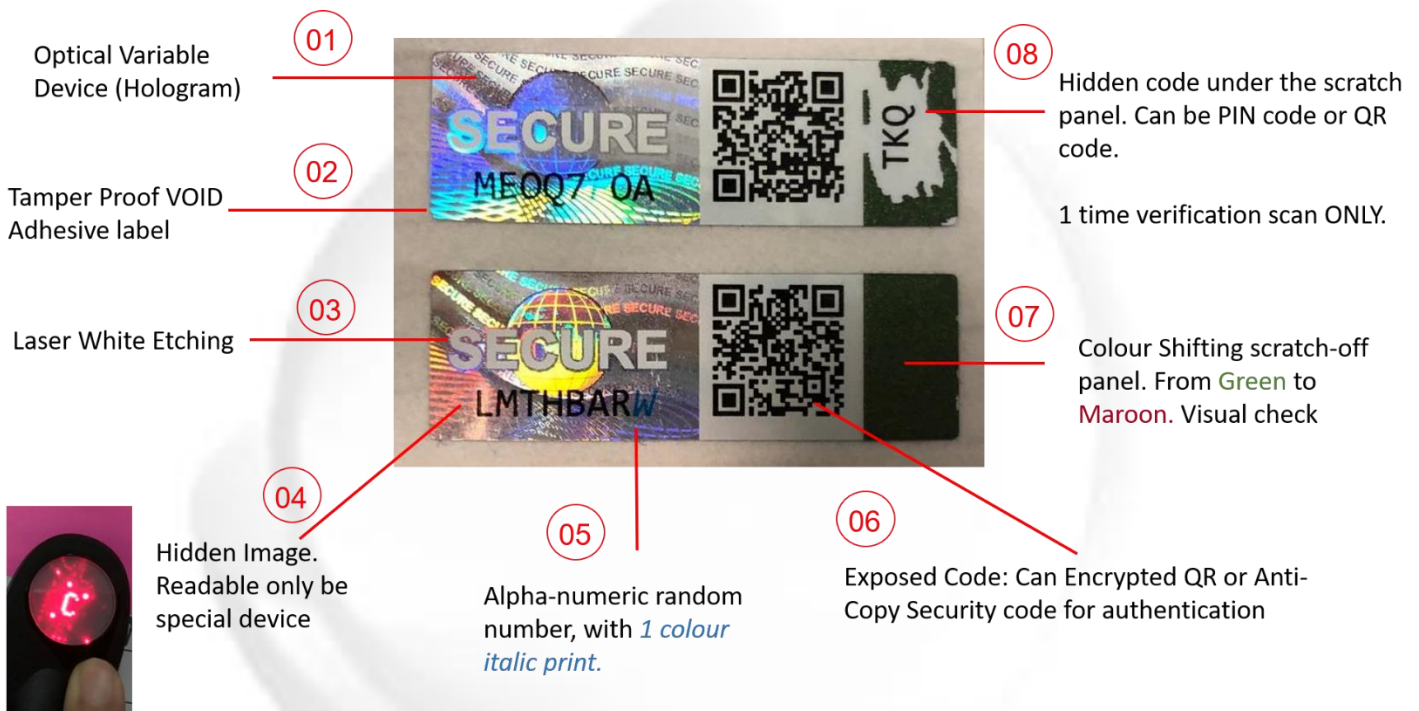 01
Optical Variable
Device (Hologram)
02
Tamper Proof VOID
Adhesive label
03
Laser White Etching
04
Hidden Image.
Readable only be
special device
C
05
Alpha-numeric random
number, with 1 colour
italic print.
06
Exposed Code: Can Encrypted QR or Anti-
Copy Security code for authentication
07
Colour Shifting scratch-off
panel. From Green to
Maroon. Visual check
08
Hidden code under the scratch
panel. Can be PIN code or QR
code.
1 time verification scan ONLY.
SECURE
MEQQ7 OA
TKQ
SECURE
LMTHBARW